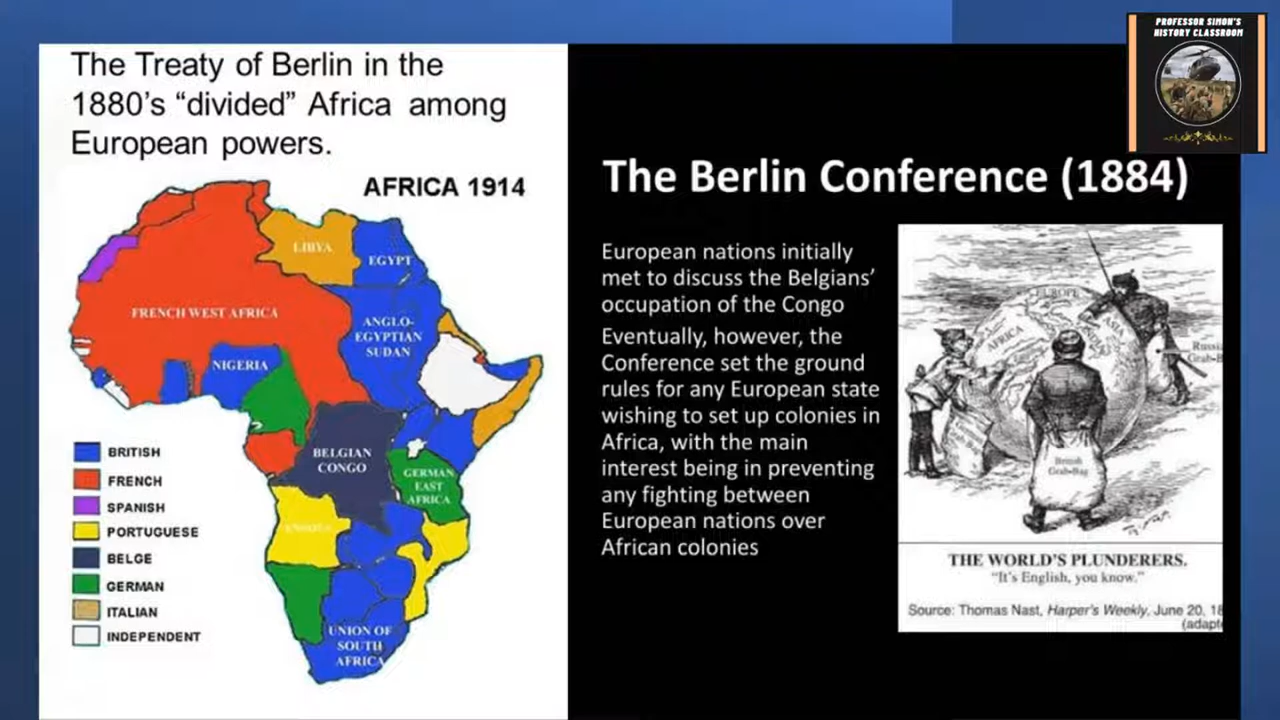 The Treaty of Berlin in the
1880's “divided” Africa among
European powers.
AFRICA 1914
LIBYA
EGYPT
FRENCH WEST AFRICA
ANGLO-
EGYPTIAN
SUDAN
NIGERIA
BELGIAN
CONGO
GERMAN
EAST
AFRICA
ANGOLA
UNION OF
SOUTH
AFRICA
BRITISH
FRENCH
SPANISH
PORTUGUESE
BELGE
GERMAN
ITALIAN
INDEPENDENT
PROFESSOR SIMON'S
HISTORY CLASSROOM
The Berlin Conference (1884)
European nations initially
met to discuss the Belgians’
occupation of the Congo
Eventually, however, the
Conference set the ground
rules for any European state
wishing to set up colonies in
Africa, with the main
interest being in preventing
any fighting between
European nations over
African colonies
EUROPE
AFRICA
ASIA
Russia
Grab-B
British
Grab-Bag
THE WORLD'S PLUNDERERS.
“It's English, you know.”
Source: Thomas Nast, Harper's Weekly, June 20, 18
(adapte